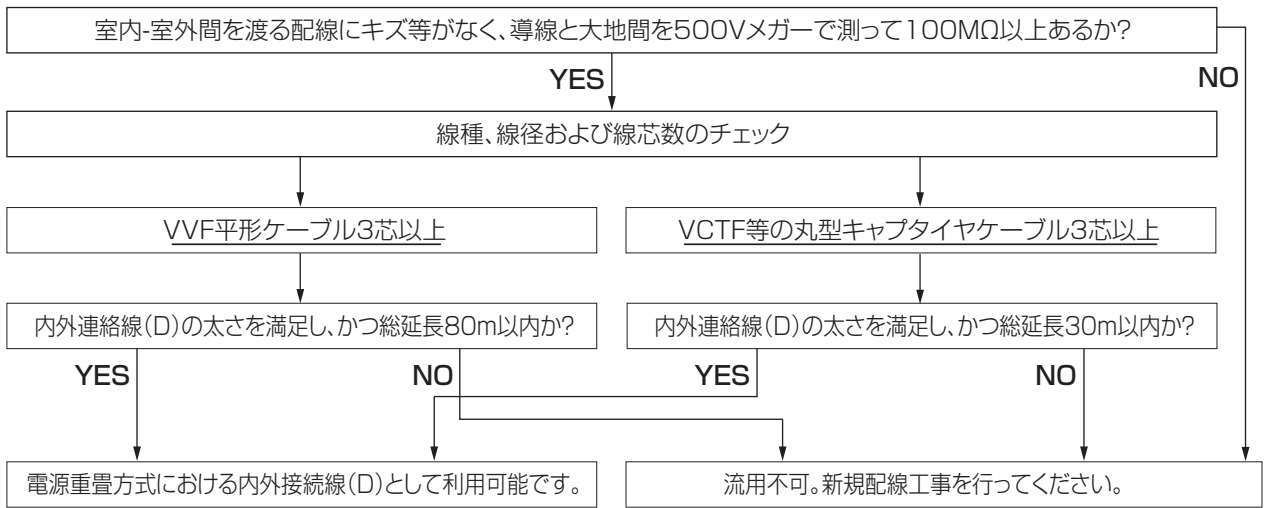 室内-室外間を渡る配線にキズ等がなく、導線と大地間を500Vメガーで測って100MΩ以上あるか?
YES
NO
線種、線径および線芯数のチェック
VVF平形ケーブル3芯以上
VCTF等の丸型キャプタイヤケーブル3芯以上
内外連絡線(D)の太さを満足し、かつ総延長80m以内か?
内外連絡線(D)の太さを満足し、かつ総延長30m以内か?
YES
NO
YES
NO
電源重畳方式における内外接続線(D)として利用可能です。
流用不可。新規配線工事を行ってください。